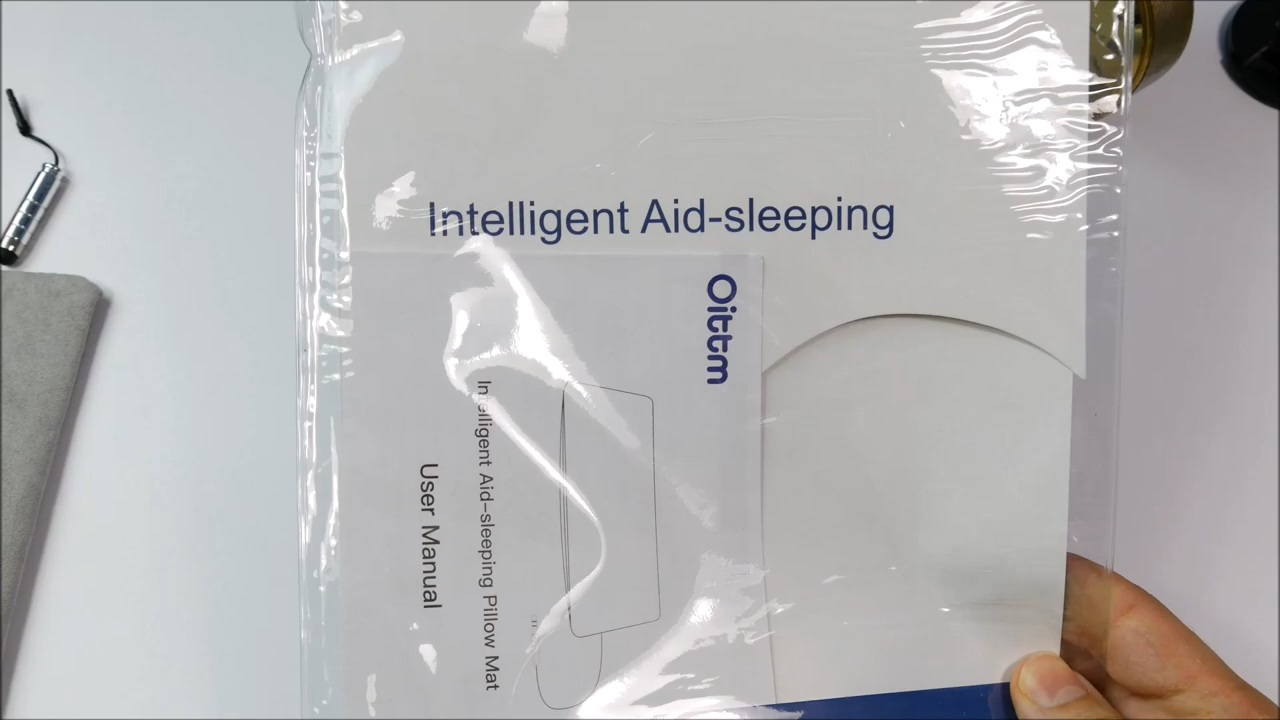 Intelligent Aid-sleeping
Oittm
Intelligent Aid-sleeping Pillow Mat
User Manual